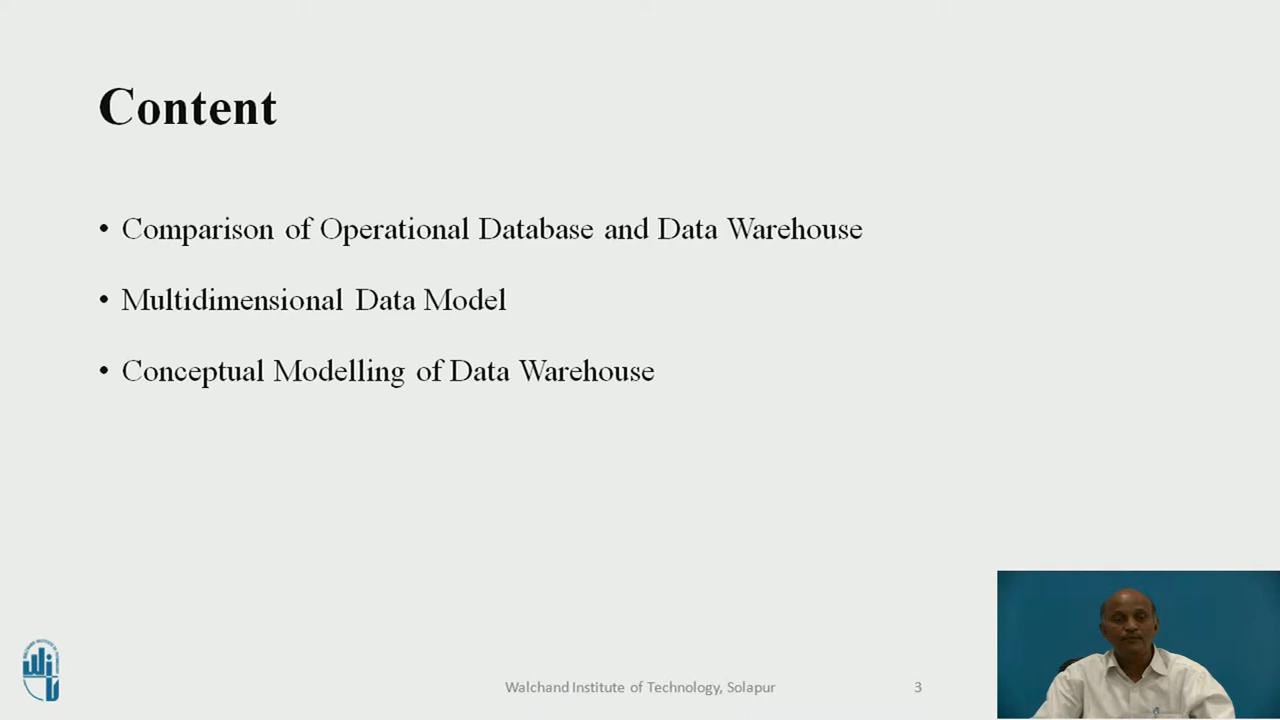 Content
• Comparison of Operational Database and Data Warehouse
• Multidimensional Data Model
• Conceptual Modelling of Data Warehouse
Walchand Institute of Technology, Solapur
3